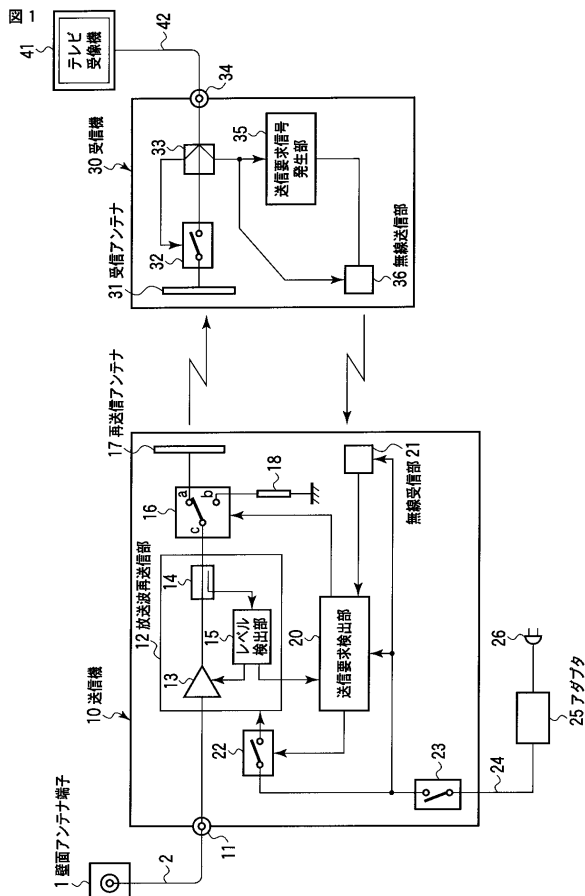 図1
1 壁面アンテナ端子
2
11
10 送信機
12 放送波再送信部
13
14
15
レベル
検出部
16
a
b
c
17 再送信アンテナ
18
20
送信要求検出部
無線受信部 21
22
23
24
25 アダプタ
26
30 受信機
31 受信アンテナ
32
33
34
35
送信要求信号
発生部
36 無線送信部
41
テレビ
受像機
42